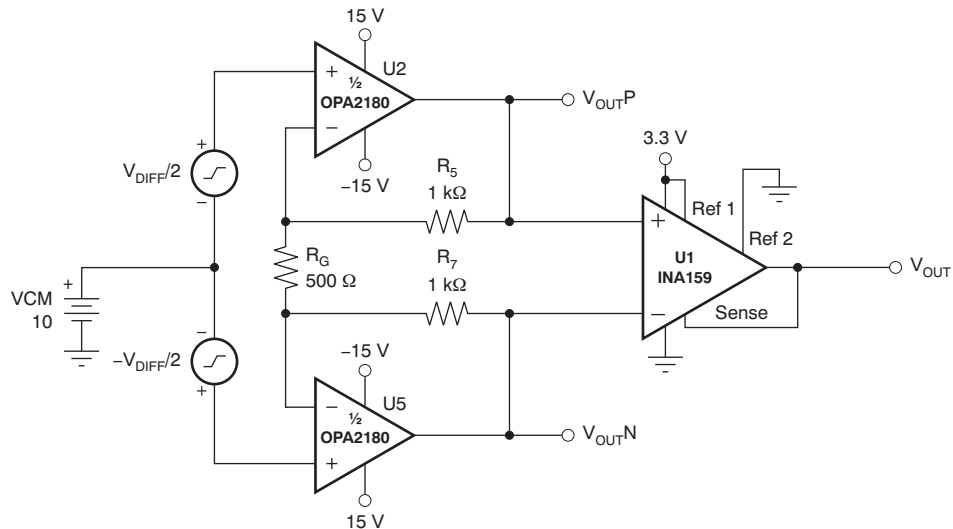 15 V
U2
+
½
OPA2180
−
−15 V
V_OUTP
+
V_DIFF/2
−
R_5
1 kΩ
3.3 V
Ref 1
Ref 2
+
U1
INA159
−
Sense
V_OUT
R_G
500 Ω
R_7
1 kΩ
+
VCM
10
−
−V_DIFF/2
+
−15 V
U5
−
½
OPA2180
+
15 V
V_OUTN